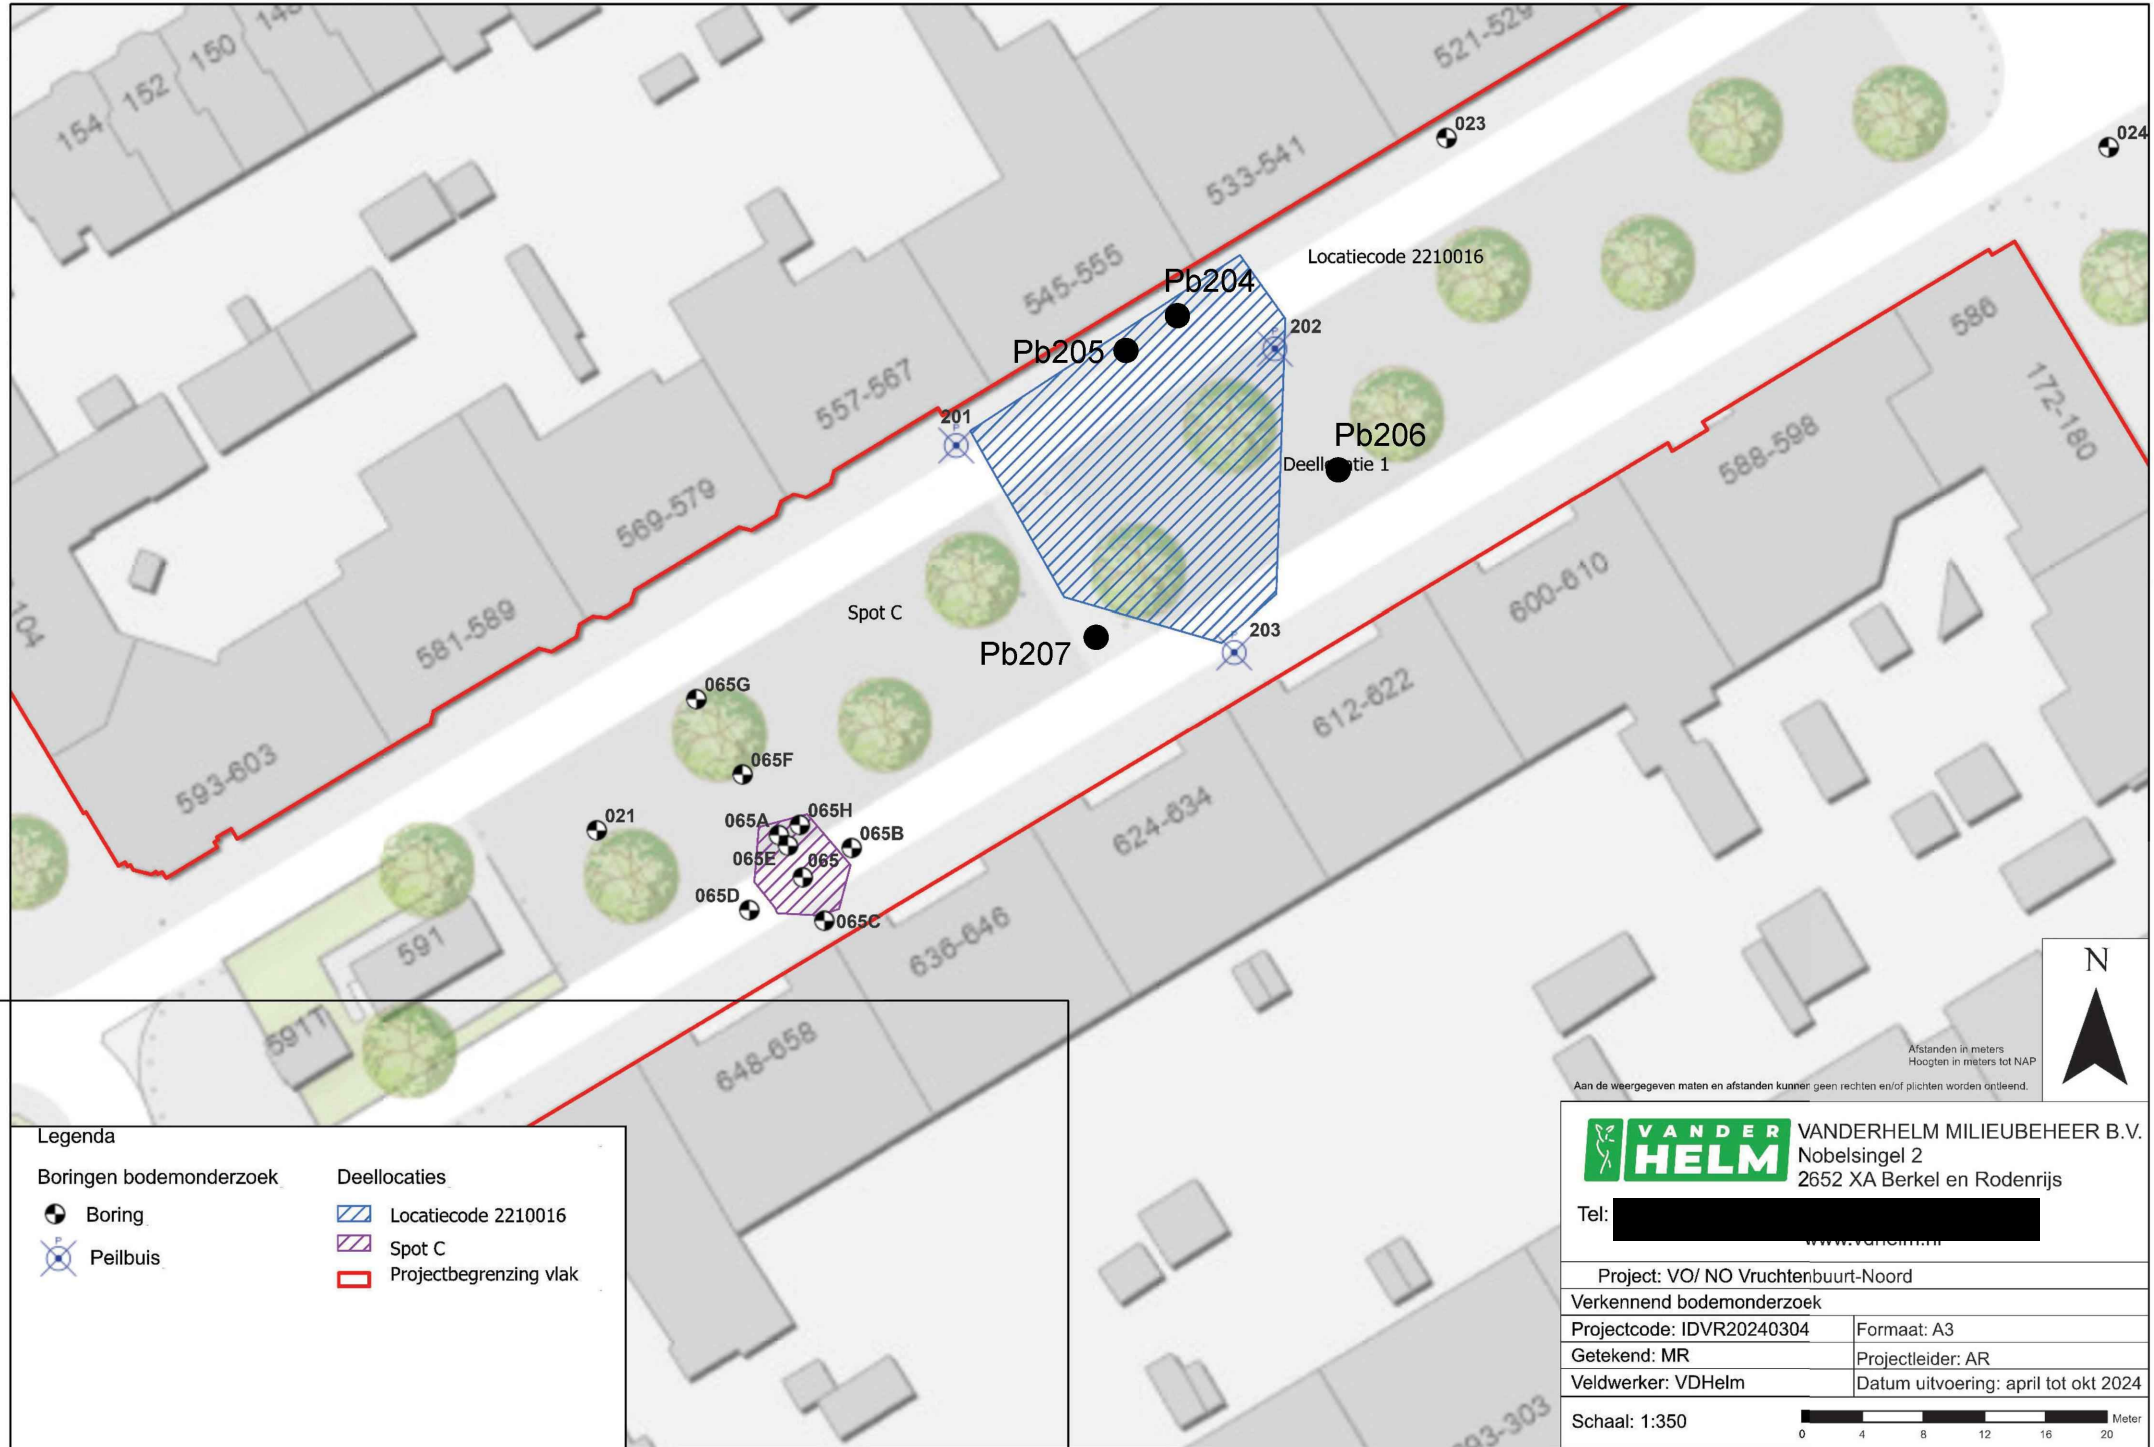 154
152
150
148
521-529
533-541
545-555
557-567
569-579
581-589
593-603
104
586
172-180
588-598
600-610
612-622
624-634
636-646
648-658
591
591T
023
024
Locatiecode 2210016
Pb204
Pb205
202
201
Pb206
Deellocatie 1
Spot C
Pb207
203
065G
065F
021
065A
065H
065B
065E
065
065D
065C
N
Afstanden in meters
Hoogten in meters tot NAP
Aan de weergegeven maten en afstanden kunnen geen rechten en/of plichten worden ontleend.
Legenda
Boringen bodemonderzoek
Boring
P
Peilbuis
Deellocaties
Locatiecode 2210016
Spot C
Projectbegrenzing vlak
VANDER
HELM
VANDERHELM MILIEUBEHEER B.V.
Nobelsingel 2
2652 XA Berkel en Rodenrijs
Tel:
www.vdhelm.nl
Project: VO/ NO Vruchtenbuurt-Noord
Verkennend bodemonderzoek
Projectcode: IDVR20240304
Formaat: A3
Getekend: MR
Projectleider: AR
Veldwerker: VDHelm
Datum uitvoering: april tot okt 2024
Schaal: 1:350
0 4 8 12 16 20 Meter